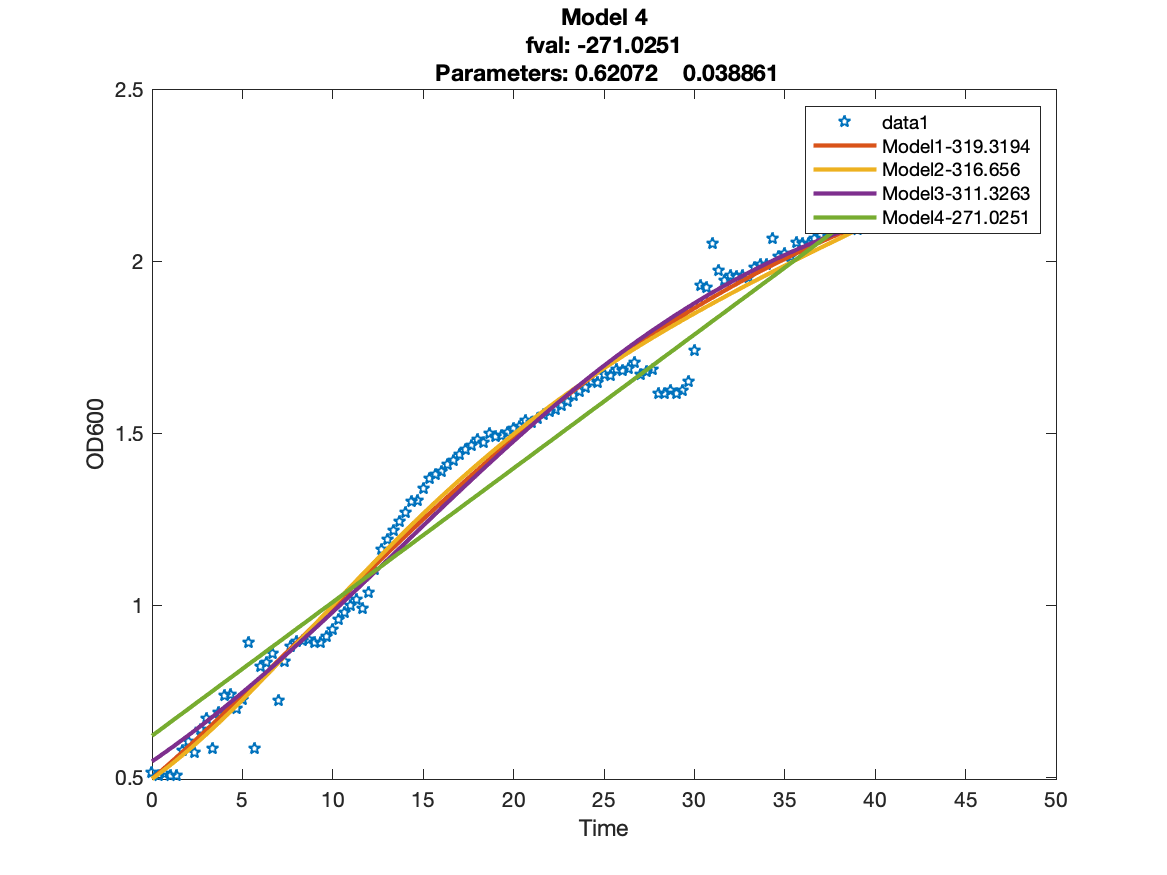 Model 4
fval: -271.0251
Parameters: 0.62072 0.038861
2.5
2
1.5
1
0.5
OD600
data1
Model1-319.3194
Model2-316.656
Model3-311.3263
Model4-271.0251
0 5 10 15 20 25 30 35 40 45 50
Time